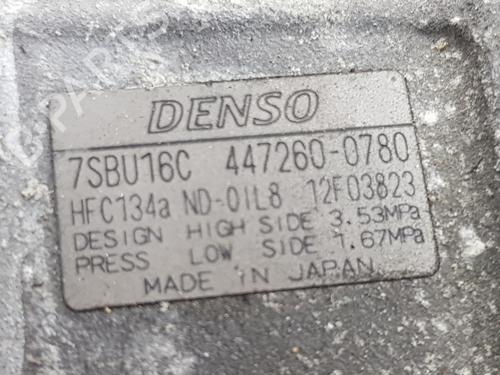 DENSO
7SBU16C 447260-0780
HFC134a ND-OIL8 12F03823
DESIGN HIGH SIDE 3.53MPa
PRESS LOW SIDE 1.67MPa
MADE IN JAPAN